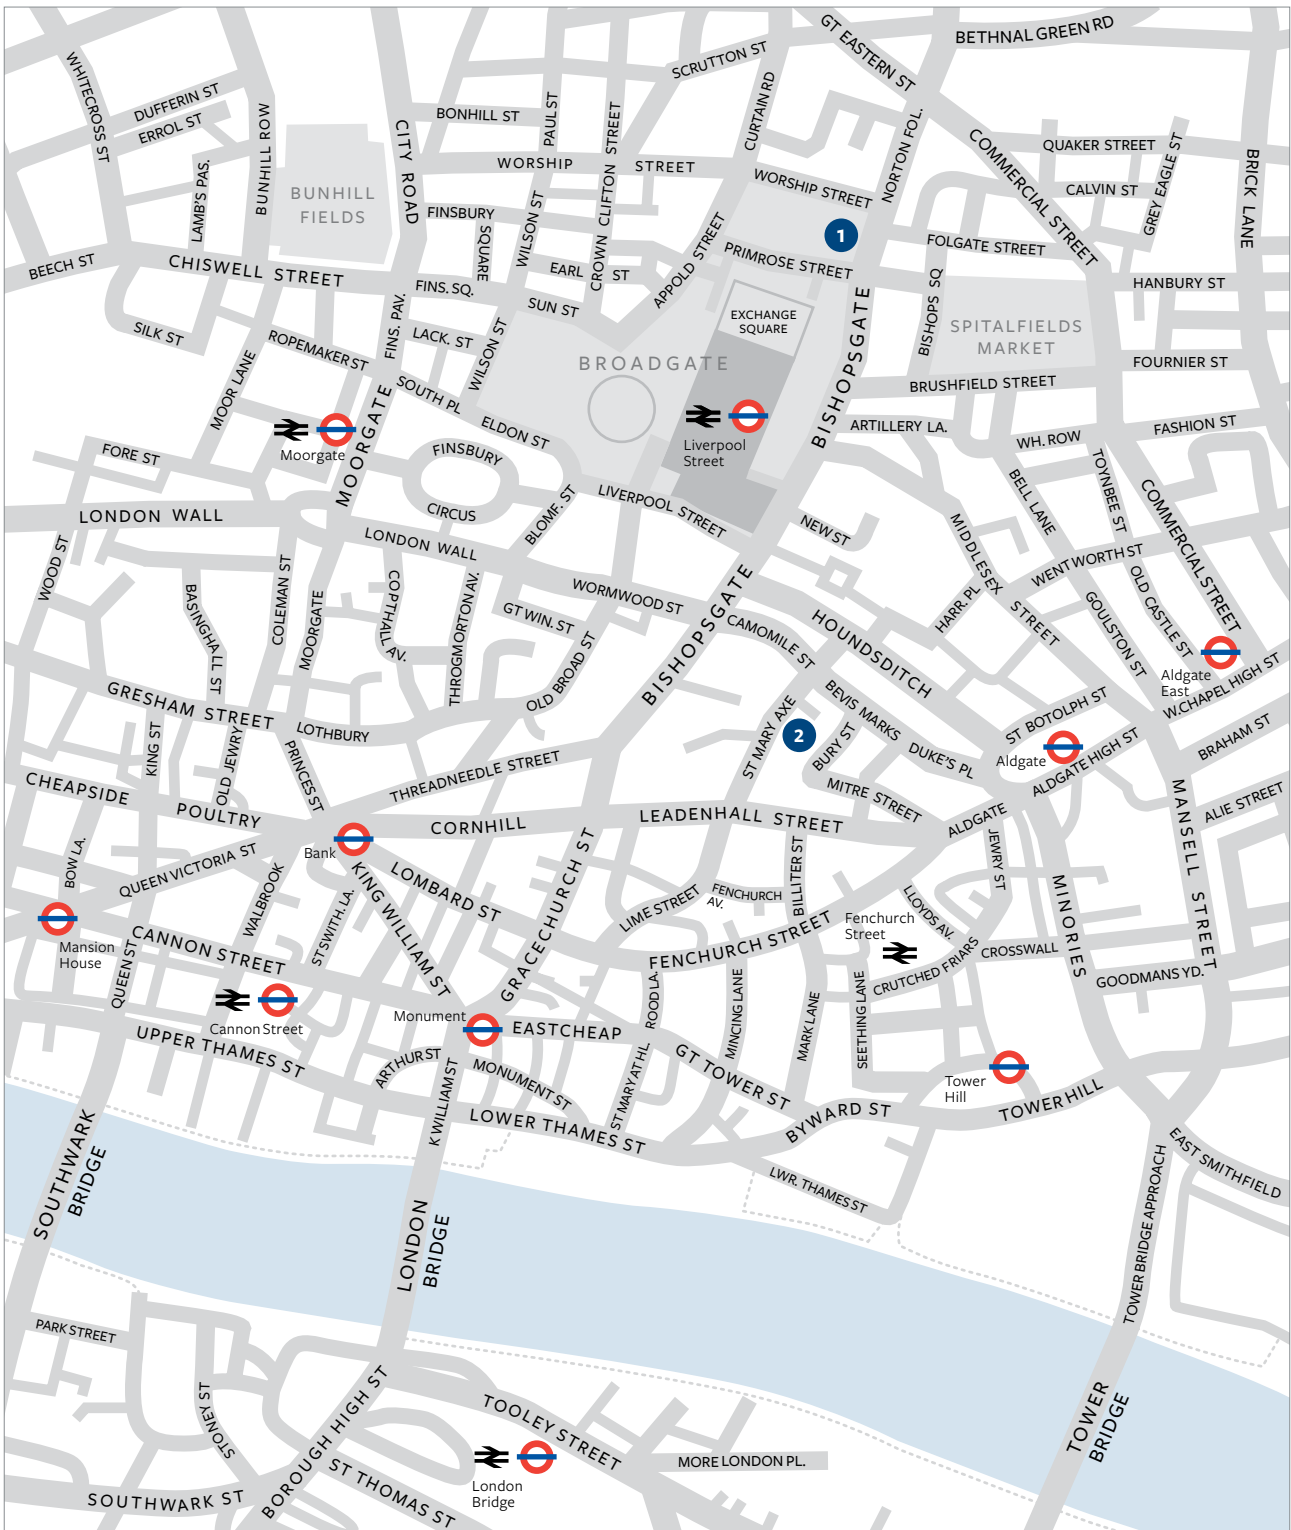 GT EASTERN ST
BETHNAL GREEN RD
WHITECROSS ST
SCRUTTON ST
DUFFERIN ST
ERROL ST
BUNHILL ROW
CITY ROAD
BONHILL ST
PAUL ST
CROWN CLIFTON STREET
CURTAIN RD
NORTON FOL.
COMMERCIAL STREET
QUAKER STREET
GREY EAGLE ST
BRICK LANE
LAMB'S PAS.
BUNHILL
FIELDS
WORSHIP STREET
WORSHIP STREET
CALVIN ST
FINSBURY
SQUARE
WILSON ST
APPOLD STREET
1
PRIMROSE STREET
FOLGATE STREET
BEECH ST
CHISWELL STREET
FINS. SQ.
EARL ST
HANBURY ST
SUN ST
EXCHANGE
SQUARE
BISHOPS SQ
SPITALFIELDS
MARKET
SILK ST
ROPEMAKER ST
FINS. PAV.
LACK. ST
WILSON ST
BROADGATE
BISHOPSGATE
FOURNIER ST
MOOR LANE
SOUTH PL
BRUSHFIELD STREET
ELDON ST
Liverpool
Street
ARTILLERY LA.
WH. ROW
FASHION ST
Moorgate
MOORGATE
FORE ST
FINSBURY
CIRCUS
BLOMF. ST
LIVERPOOL STREET
NEW ST
MIDDLESEX STREET
BELL LANE
TOYNBEE ST
COMMERCIAL STREET
LONDON WALL
LONDON WALL
WOOD ST
BASINGHALL ST
COLEMAN ST
MOORGATE
COPTHALL AV.
THROGMORTON AV.
GT WIN. ST
WORMWOOD ST
BISHOPSGATE
CAMOMILE ST
HOUNDSDITCH
HARR. PL
WENTWORTH ST
GOULSTON ST
OLD CASTLE ST
Aldgate
East
W.CHAPEL HIGH ST
GRESHAM STREET
LOTHBURY
OLD BROAD ST
ST MARY AXE
2
BEVIS MARKS
BURY ST
DUKE'S PL
ST BOTOLPH ST
Aldgate
ALDGATE HIGH ST
BRAHAM ST
KING ST
OLD JEWRY
PRINCES ST
THREADNEEDLE STREET
MITRE STREET
ALDGATE
MANSELL STREET
ALIE STREET
CHEAPSIDE
POULTRY
CORNHILL
LEADENHALL STREET
Bank
BOW LA.
QUEEN VICTORIA ST
WALBROOK
ST SWITH. LA.
KING WILLIAM ST
LOMBARD ST
GRACECHURCH ST
LIME STREET
FENCHURCH
AV.
BILLITER ST
JEWRY ST
LLOYDS AV.
MINORIES
Mansion
House
CANNON STREET
QUEEN ST
FENCHURCH STREET
Fenchurch
Street
CRUTCHED FRIARS
CROSSWALL
GOODMANS YD.
Cannon Street
Monument
EASTCHEAP
ROOD LA.
MINCING LANE
MARK LANE
SEETHING LANE
UPPER THAMES ST
ARTHUR ST
MONUMENT ST
ST MARY AT HL
GT TOWER ST
BYWARD ST
Tower
Hill
TOWER HILL
K WILLIAM ST
LOWER THAMES ST
LWR. THAMES ST
EAST SMITHFIELD
SOUTHWARK
BRIDGE
LONDON
BRIDGE
TOWER BRIDGE APPROACH
PARK STREET
STONEY ST
BOROUGH HIGH ST
TOOLEY STREET
TOWER
BRIDGE
MORE LONDON PL.
London
Bridge
SOUTHWARK ST
ST THOMAS ST